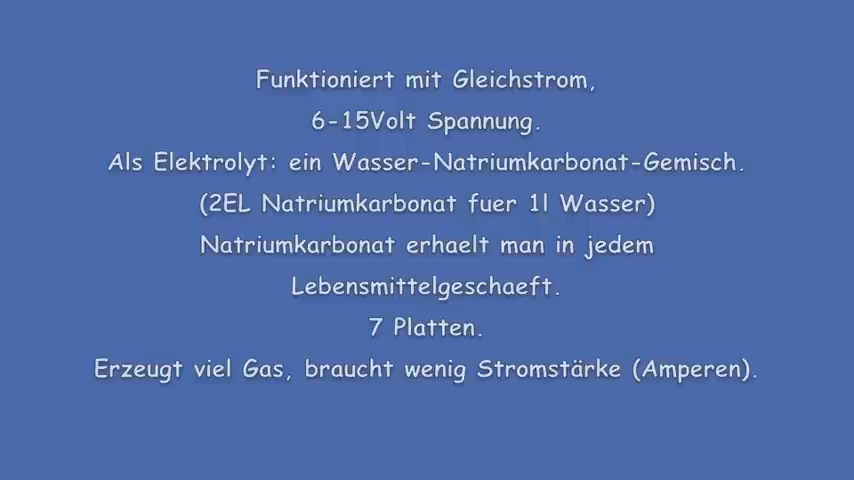 Funktioniert mit Gleichstrom,
6-15Volt Spannung.
Als Elektrolyt: ein Wasser-Natriumkarbonat-Gemisch.
(2EL Natriumkarbonat fuer 1l Wasser)
Natriumkarbonat erhaelt man in jedem
Lebensmittelgeschaeft.
7 Platten.
Erzeugt viel Gas, braucht wenig Stromstärke (Amperen).